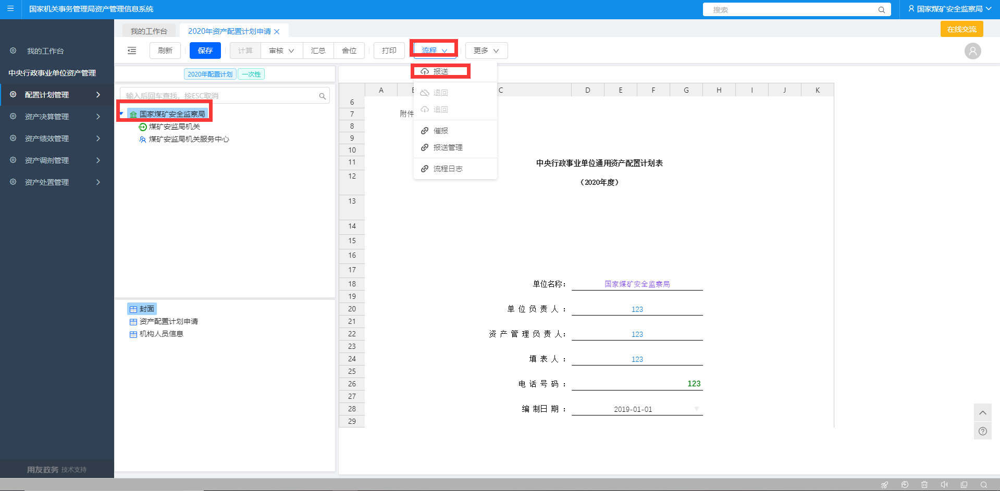 国家机关事务管理局资产管理信息系统
搜索
国家煤矿安全监察局
我的工作台
2020年资产配置计划申请
在线交流
刷新
保存
计算
审核
汇总
舍位
打印
流程
更多
我的工作台
中央行政事业单位资产管理
配置计划管理
资产决算管理
资产绩效管理
资产调剂管理
资产处置管理
用友政务 技术支持
2020年配置计划
一次性
输入后回车查找，按ESC取消
国家煤矿安全监察局
煤矿安监局机关
煤矿安监局机关服务中心
封面
资产配置计划申请
机构人员信息
报送
退回
追回
催报
报送管理
流程日志
A
C
D
E
F
G
H
I
J
K
6
7
附件
8
9
10
11
中央行政事业单位通用资产配置计划表
12
（2020年度）
13
14
15
16
17
18
单位名称：
国家煤矿安全监察局
19
20
单 位 负 责 人 ：
123
21
22
资 产 管 理 负 责 人：
123
23
24
填 表 人 ：
123
25
26
电 话 号 码 ：
123
27
28
编 制日 期 ：
2019-01-01
29